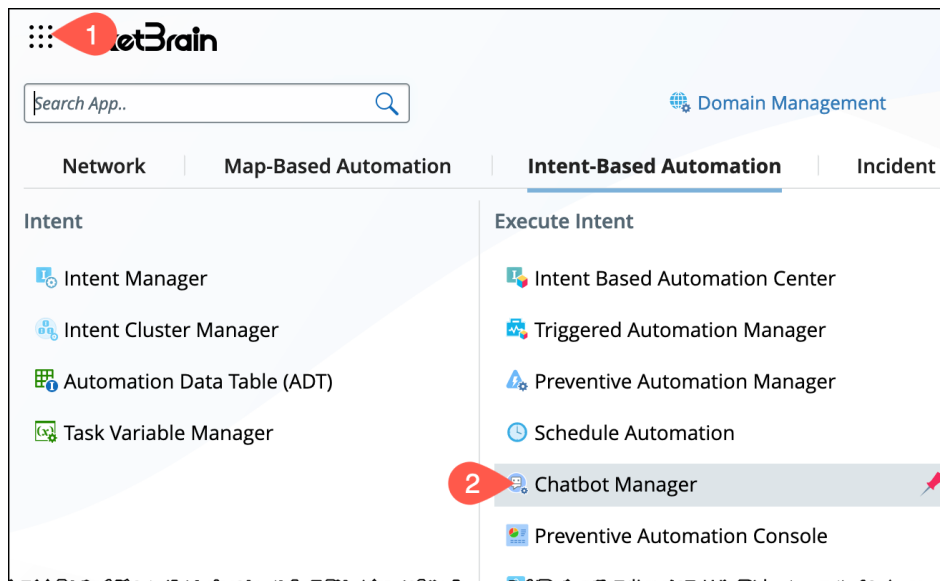 1
etBrain
Search App..
Domain Management
Network Map-Based Automation Intent-Based Automation Incident
Intent
Execute Intent
Intent Manager
Intent Cluster Manager
Automation Data Table (ADT)
Task Variable Manager
Intent Based Automation Center
Triggered Automation Manager
Preventive Automation Manager
Schedule Automation
2
Chatbot Manager
Preventive Automation Console